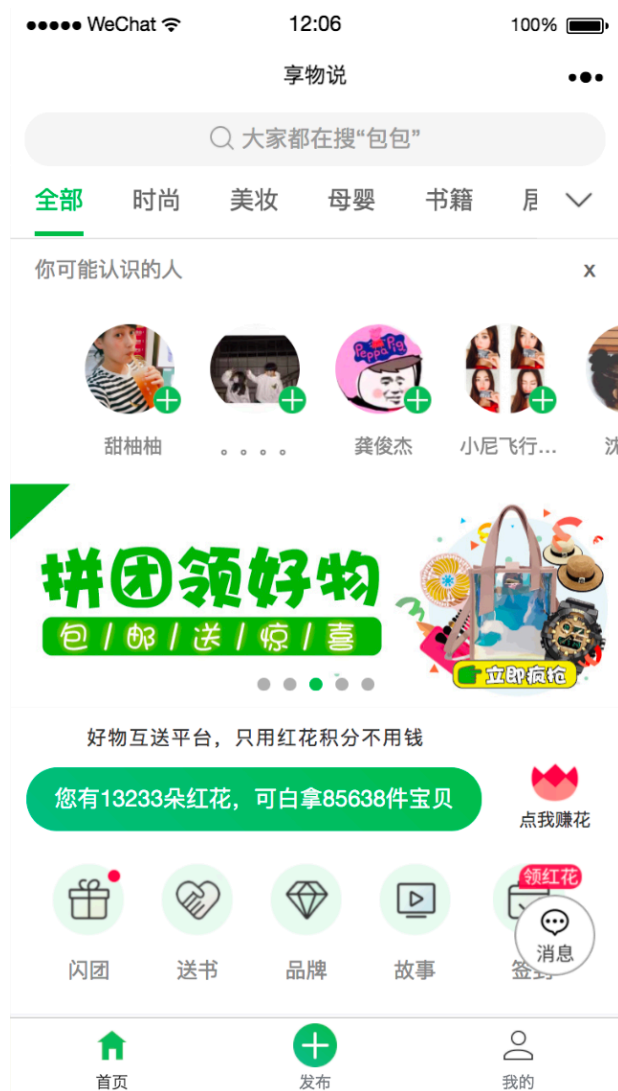 WeChat 12:06 100%
享物说
大家都在搜“包包”
全部 时尚 美妆 母婴 书籍
你可能认识的人 x
Peppa Pig
甜柚柚 。。。。 龚俊杰 小尼飞行... 沈
拼团领好物
包/邮/送/惊/喜
立即疯抢
好物互送平台，只用红花积分不用钱
您有13233朵红花，可白拿85638件宝贝
点我赚花
领红花
消息
闪团 送书 品牌 故事 签到
首页 发布 我的